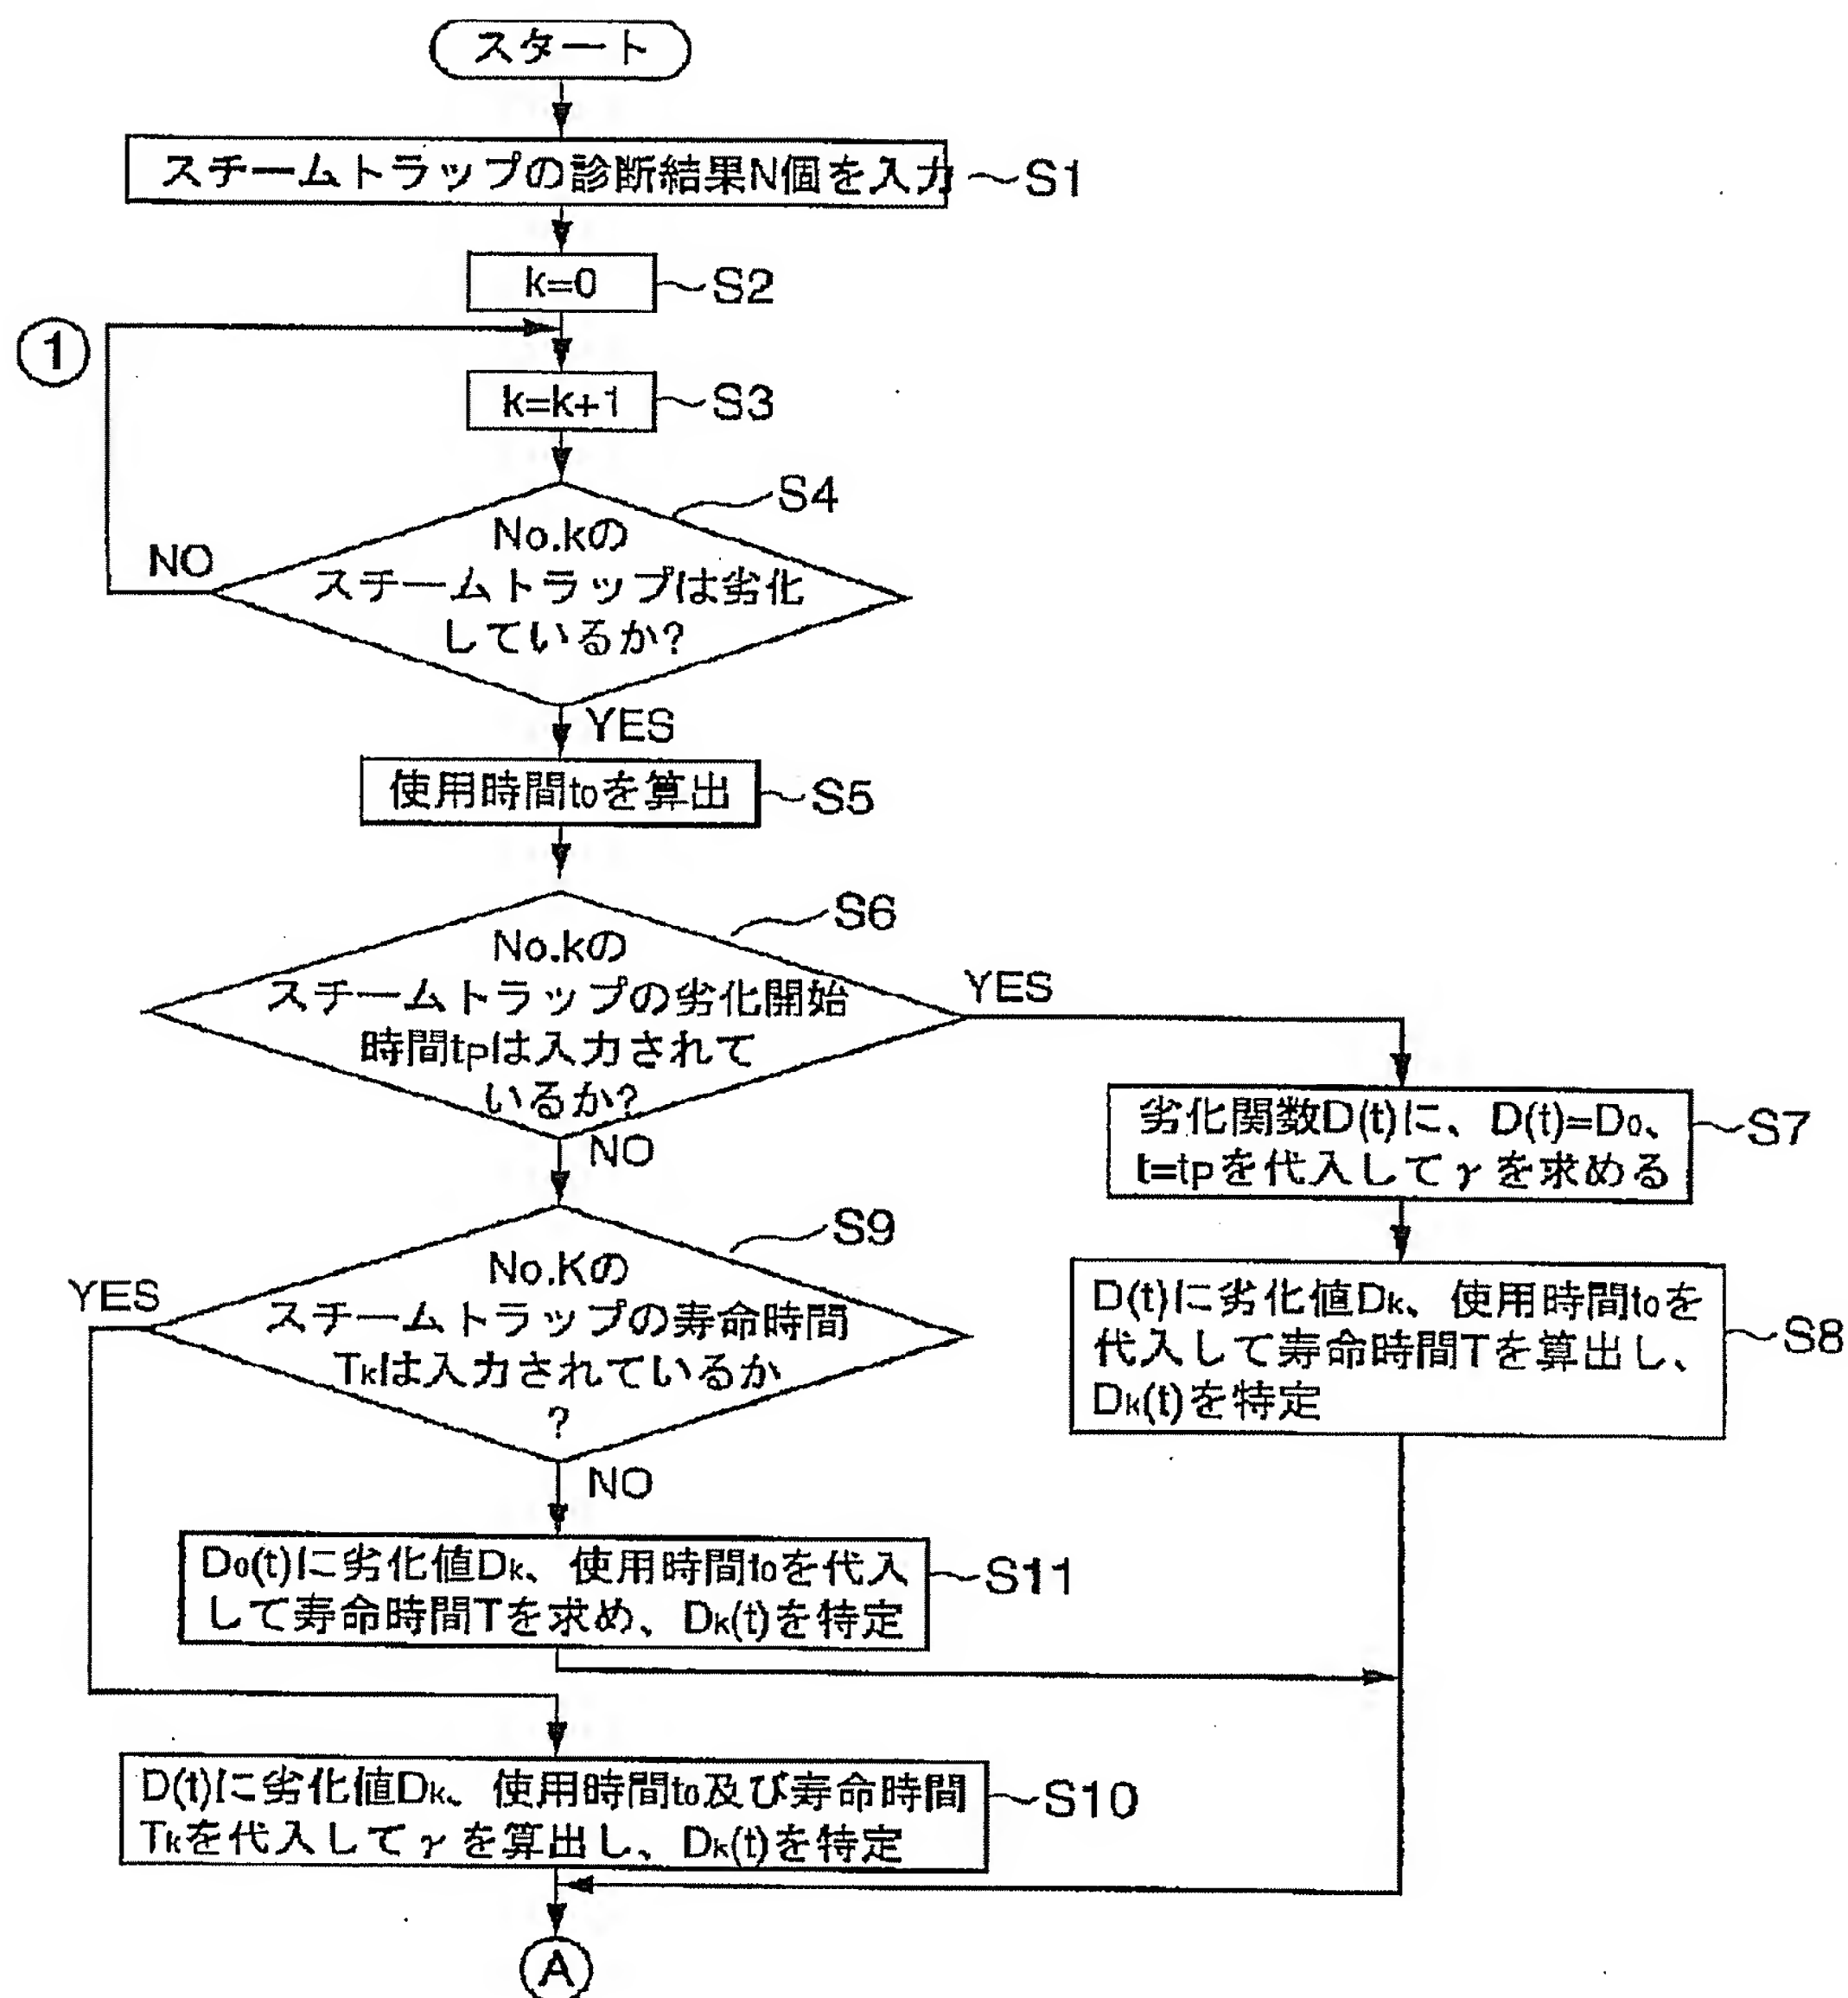 スタート
スチームトラップの診断結果N個を入力
S1
k=0
S2
1
k=k+1
S3
S4
No.kの
スチームトラップは劣化
しているか?
NO
YES
使用時間t0を算出
S5
S6
No.kの
スチームトラップの劣化開始
時間tpは入力されて
いるか?
YES
NO
劣化関数D(t)に、D(t)=D0、
t=tpを代入してγを求める
S7
D(t)に劣化値Dk、使用時間t0を
代入して寿命時間Tを算出し、
Dk(t)を特定
S8
S9
No.Kの
スチームトラップの寿命時間
Tkは入力されているか
?
YES
NO
D0(t)に劣化値Dk、使用時間t0を代入
して寿命時間Tを求め、Dk(t)を特定
S11
D(t)に劣化値Dk、使用時間t0及び寿命時間
Tkを代入してγを算出し、Dk(t)を特定
S10
A